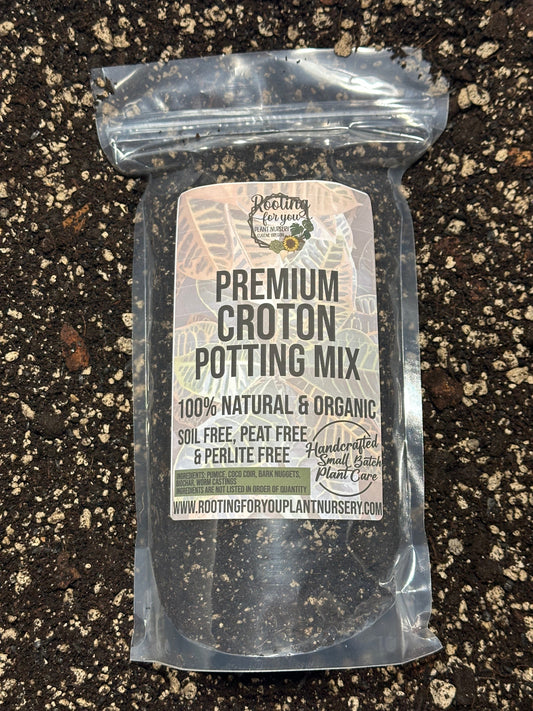 Rooting
for you
PLANT NURSERY
PREMIUM
CROTON
POTTING MIX
100% NATURAL & ORGANIC
SOIL FREE, PEAT FREE
& PERLITE FREE
Handcrafted
Small Batch
Plant Care
INGREDIENTS: PUMICE, COCO COIR, BARK NUGGETS,
BIOCHAR, WORM CASTINGS
INGREDIENTS ARE NOT LISTED IN ORDER OF QUANTITY
WWW.ROOTINGFORYOUPLANTNURSERY.COM